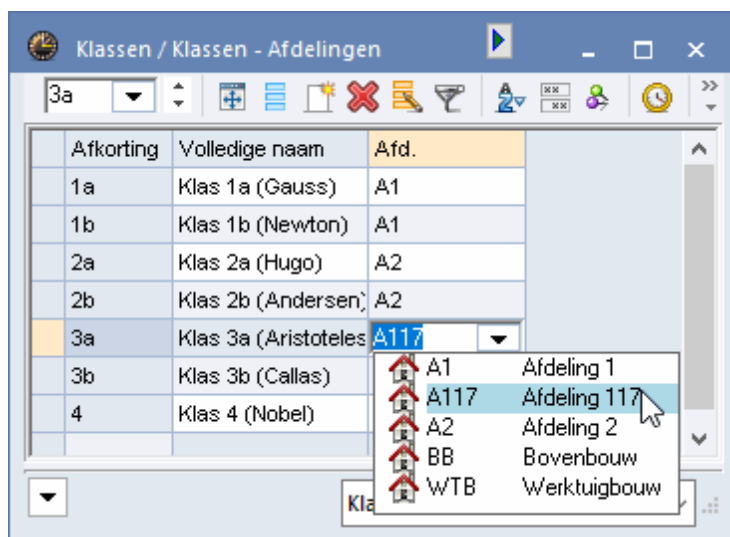 Klassen / Klassen - Afdelingen
3a
Afkorting Volledige naam Afd.
1a Klas 1a (Gauss) A1
1b Klas 1b (Newton) A1
2a Klas 2a (Hugo) A2
2b Klas 2b (Andersen) A2
3a Klas 3a (Aristoteles A117
3b Klas 3b (Callas)
4 Klas 4 (Nobel)
A1 Afdeling 1
A117 Afdeling 117
A2 Afdeling 2
BB Bovenbouw
WTB Werktuigbouw
Kla